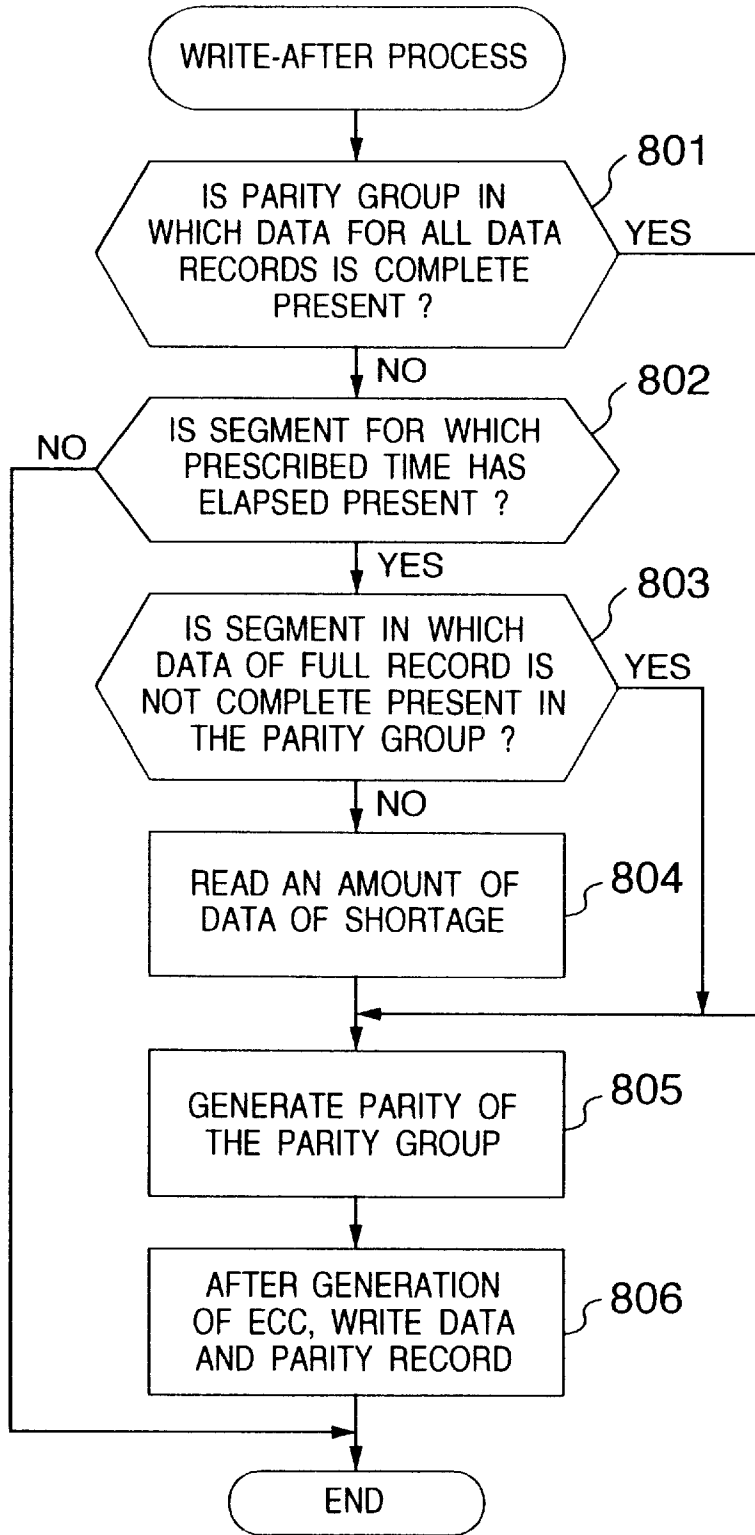 WRITE-AFTER PROCESS
801
IS PARITY GROUP IN
WHICH DATA FOR ALL DATA
RECORDS IS COMPLETE
PRESENT ?
YES
NO
802
NO
IS SEGMENT FOR WHICH
PRESCRIBED TIME HAS
ELAPSED PRESENT ?
YES
803
IS SEGMENT IN WHICH
DATA OF FULL RECORD IS
NOT COMPLETE PRESENT IN
THE PARITY GROUP ?
YES
NO
READ AN AMOUNT OF
DATA OF SHORTAGE
804
GENERATE PARITY OF
THE PARITY GROUP
805
AFTER GENERATION
OF ECC, WRITE DATA
AND PARITY RECORD
806
END